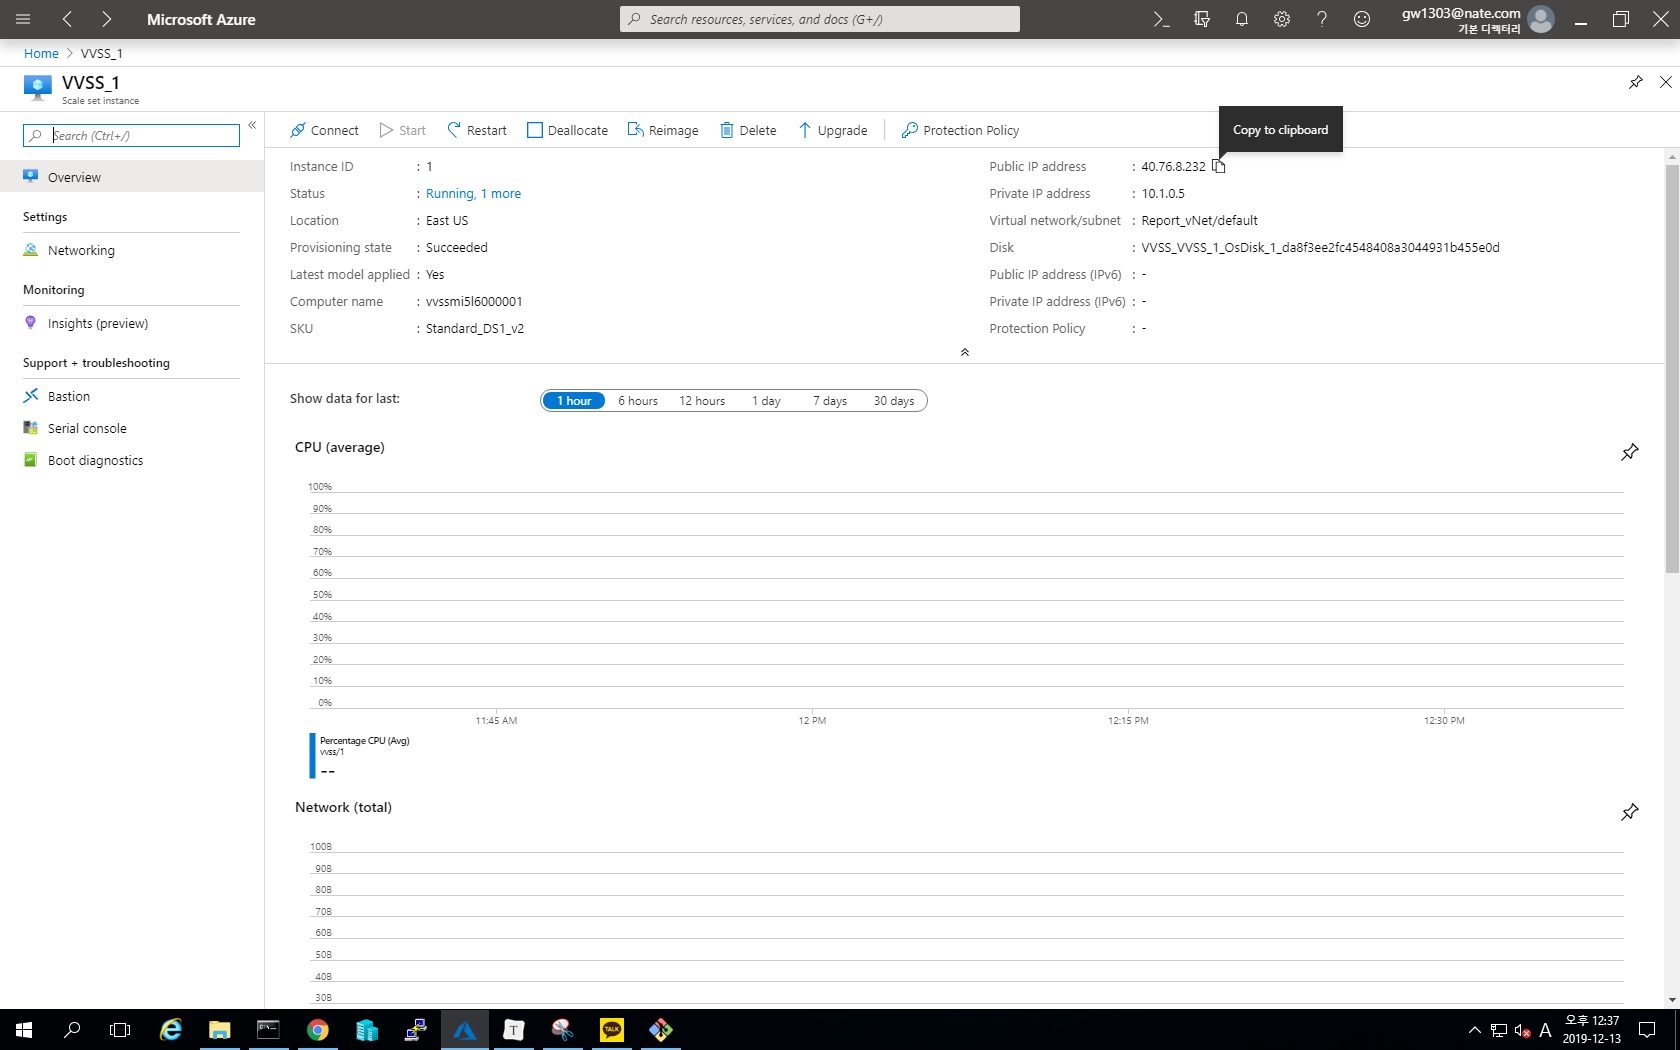 Microsoft Azure
Search resources, services, and docs (G+/)
gw1303@nate.com
기본 디렉터리
Home > VVSS_1
VVSS_1
Scale set instance
Search (Ctrl+/)
«
Overview
Settings
Networking
Monitoring
Insights (preview)
Support + troubleshooting
Bastion
Serial console
Boot diagnostics
Connect
Start
Restart
Deallocate
Reimage
Delete
Upgrade
Protection Policy
Copy to clipboard
Instance ID : 1
Status : Running, 1 more
Location : East US
Provisioning state : Succeeded
Latest model applied : Yes
Computer name : vvssmi5l6000001
SKU : Standard_DS1_v2
Public IP address : 40.76.8.232
Private IP address : 10.1.0.5
Virtual network/subnet : Report_vNet/default
Disk : VVSS_VVSS_1_OsDisk_1_da8f3ee2fc4548408a3044931b455e0d
Public IP address (IPv6) : -
Private IP address (IPv6) : -
Protection Policy : -
Show data for last:
1 hour
6 hours
12 hours
1 day
7 days
30 days
CPU (average)
100%
90%
80%
70%
60%
50%
40%
30%
20%
10%
0%
11:45 AM
12 PM
12:15 PM
12:30 PM
Percentage CPU (Avg)
vvss/1
--
Network (total)
100B
90B
80B
70B
60B
50B
40B
30B
T
TALK
A
오후 12:37
2019-12-13